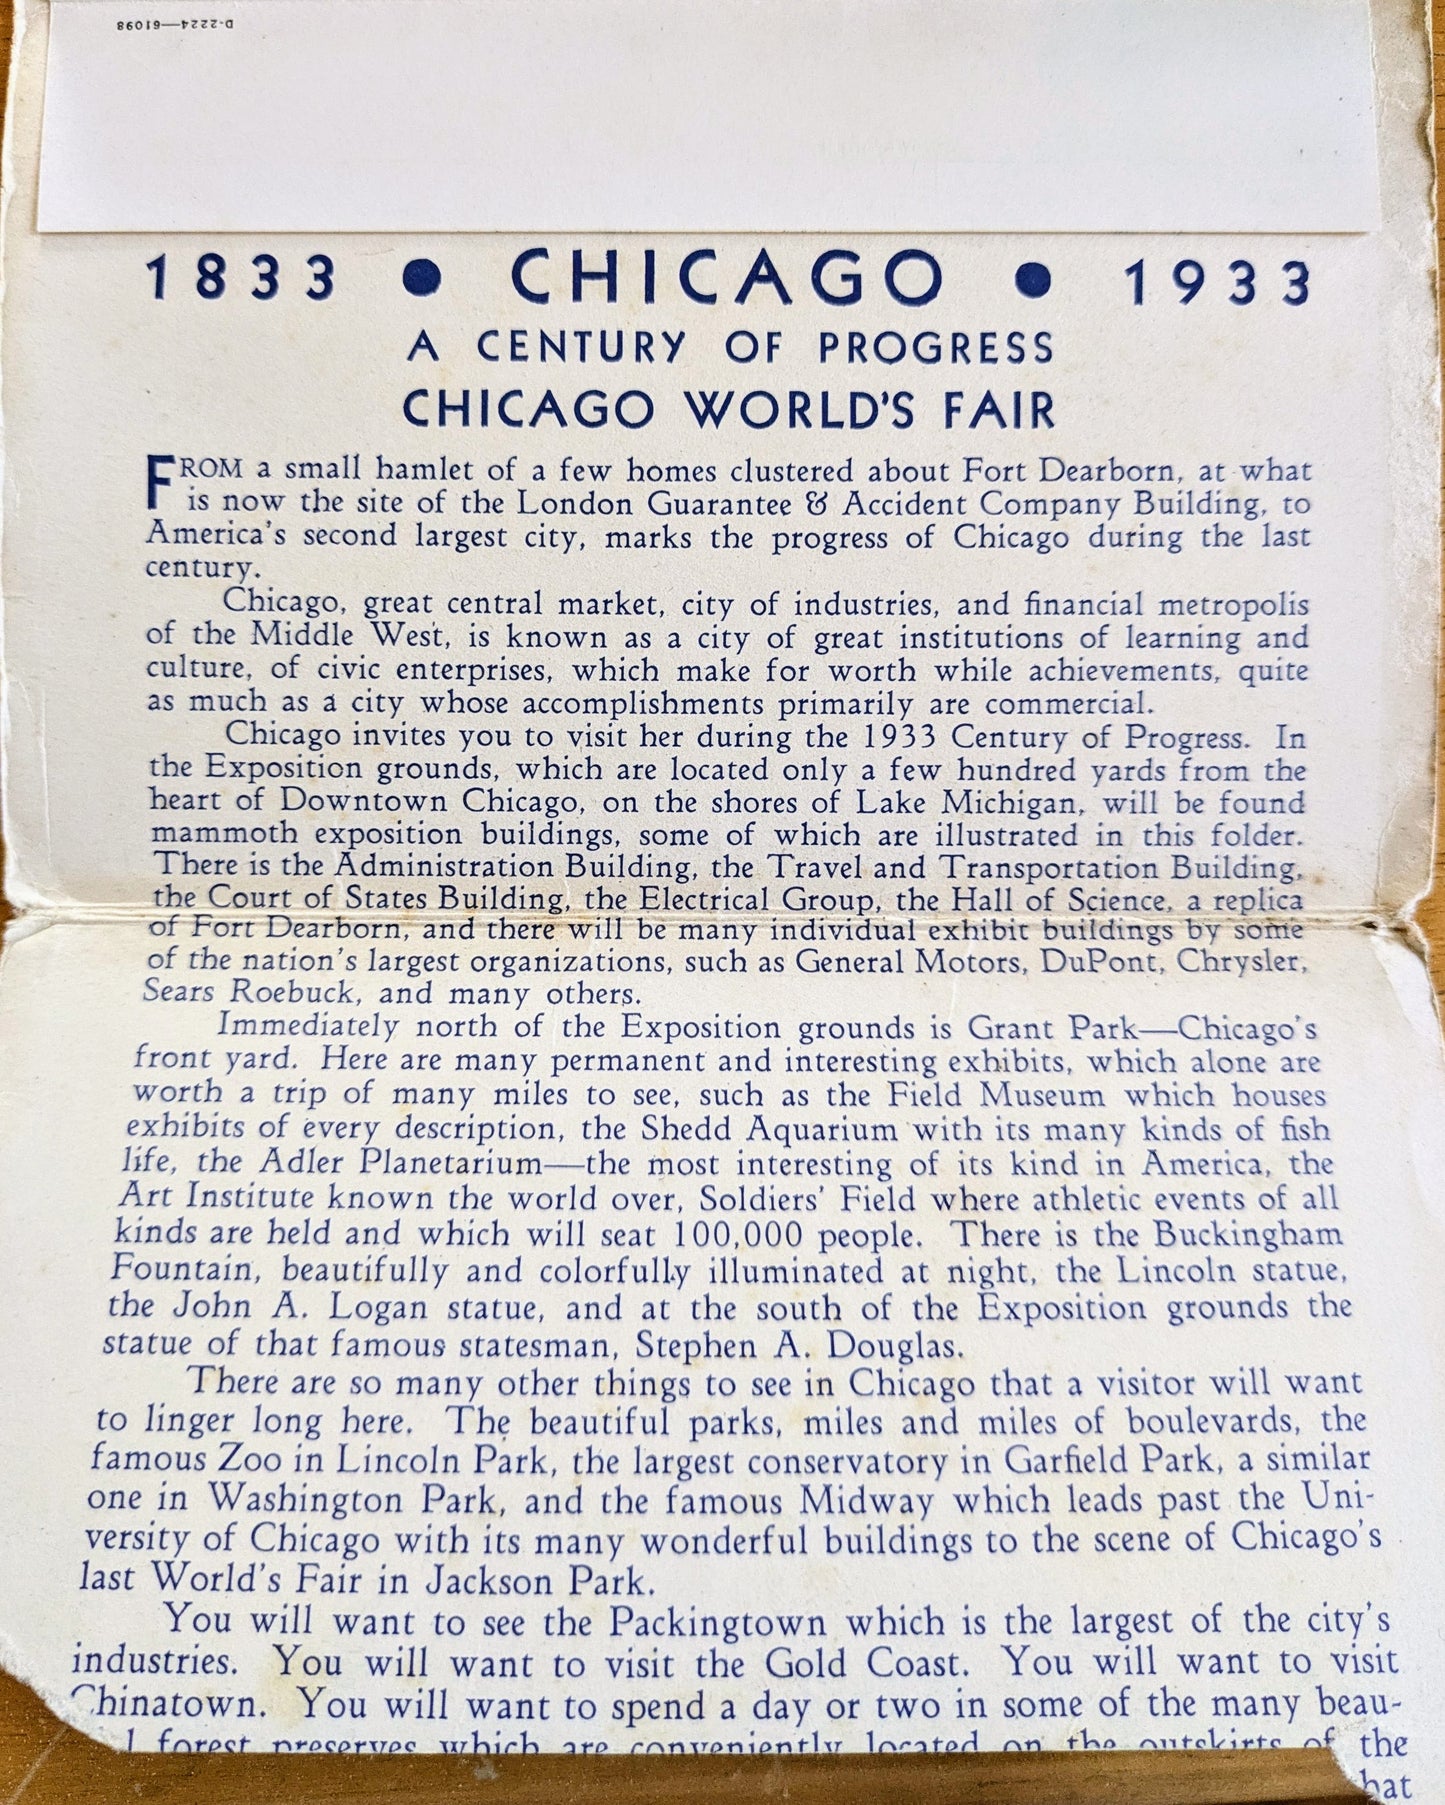 D-2224—61098
1833 • CHICAGO • 1933
A CENTURY OF PROGRESS
CHICAGO WORLD'S FAIR
FROM a small hamlet of a few homes clustered about Fort Dearborn, at what
is now the site of the London Guarantee & Accident Company Building, to
America's second largest city, marks the progress of Chicago during the last
century.
Chicago, great central market, city of industries, and financial metropolis
of the Middle West, is known as a city of great institutions of learning and
culture, of civic enterprises, which make for worth while achievements, quite
as much as a city whose accomplishments primarily are commercial.
Chicago invites you to visit her during the 1933 Century of Progress. In
the Exposition grounds, which are located only a few hundred yards from the
heart of Downtown Chicago, on the shores of Lake Michigan, will be found
mammoth exposition buildings, some of which are illustrated in this folder.
There is the Administration Building, the Travel and Transportation Building,
the Court of States Building, the Electrical Group, the Hall of Science, a replica
of Fort Dearborn, and there will be many individual exhibit buildings by some
of the nation's largest organizations, such as General Motors, DuPont, Chrysler,
Sears Roebuck, and many others.
Immediately north of the Exposition grounds is Grant Park—Chicago's
front yard. Here are many permanent and interesting exhibits, which alone are
worth a trip of many miles to see, such as the Field Museum which houses
exhibits of every description, the Shedd Aquarium with its many kinds of fish
life, the Adler Planetarium—the most interesting of its kind in America, the
Art Institute known the world over, Soldiers' Field where athletic events of all
kinds are held and which will seat 100,000 people. There is the Buckingham
Fountain, beautifully and colorfully illuminated at night, the Lincoln statue,
the John A. Logan statue, and at the south of the Exposition grounds the
statue of that famous statesman, Stephen A. Douglas.
There are so many other things to see in Chicago that a visitor will want
to linger long here. The beautiful parks, miles and miles of boulevards, the
famous Zoo in Lincoln Park, the largest conservatory in Garfield Park, a similar
one in Washington Park, and the famous Midway which leads past the Uni-
versity of Chicago with its many wonderful buildings to the scene of Chicago's
last World's Fair in Jackson Park.
You will want to see the Packingtown which is the largest of the city's
industries. You will want to visit the Gold Coast. You will want to visit
Chinatown. You will want to spend a day or two in some of the many beau-
l forest preserves which are conveniently located on the outskirts of the
hat